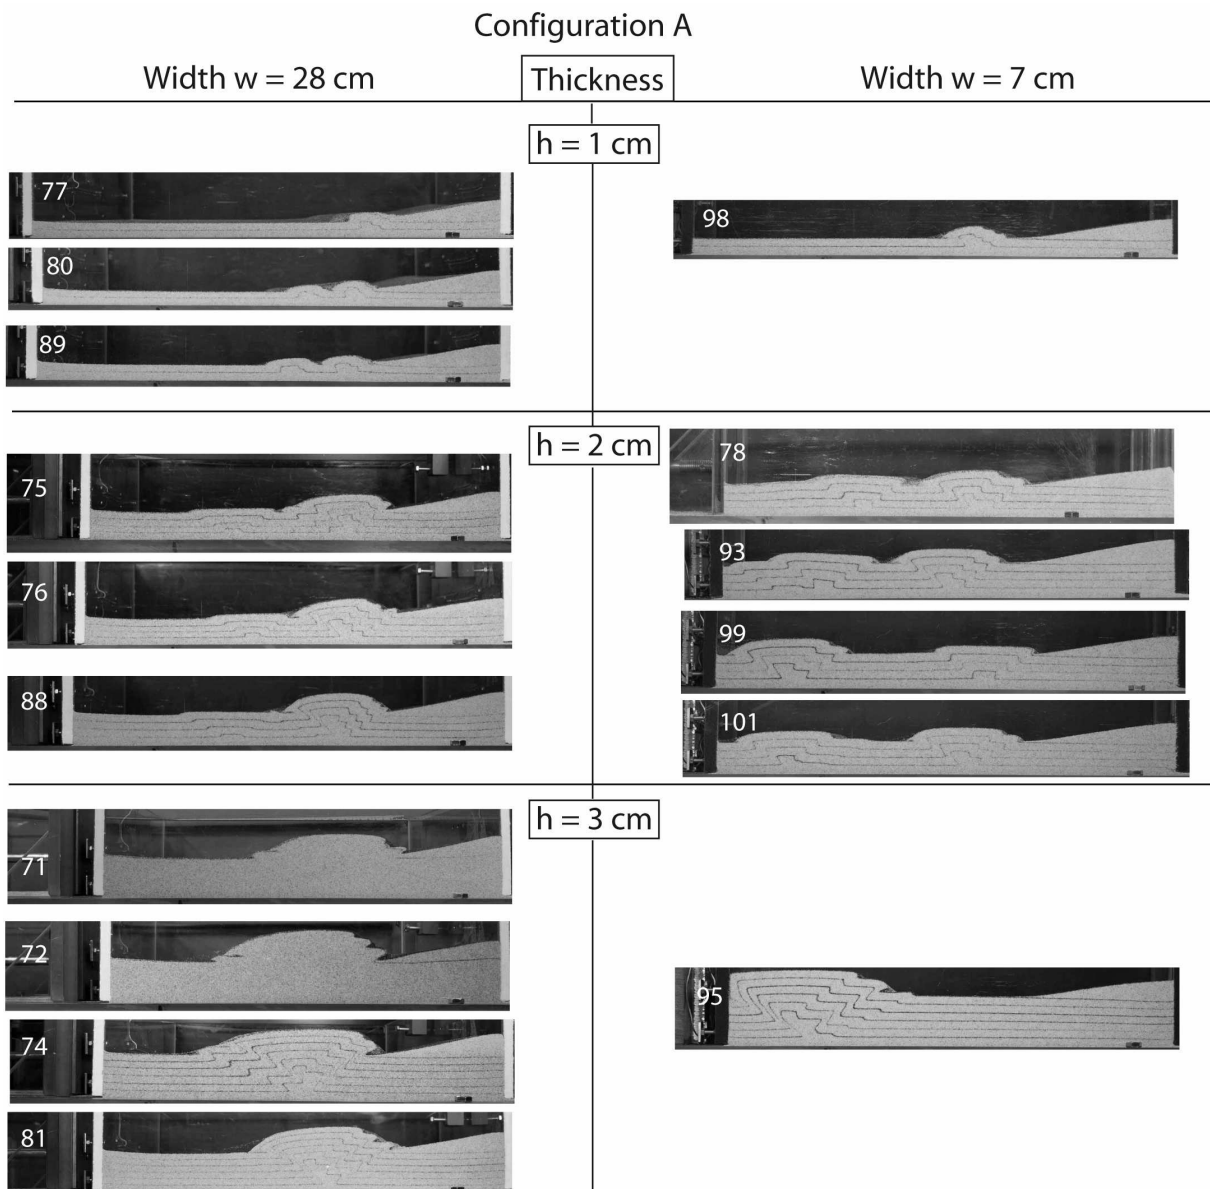 Configuration A
Width w = 28 cm
Thickness
Width w = 7 cm
h = 1 cm
77
80
89
98
h = 2 cm
75
76
88
78
93
99
101
h = 3 cm
71
72
74
81
95